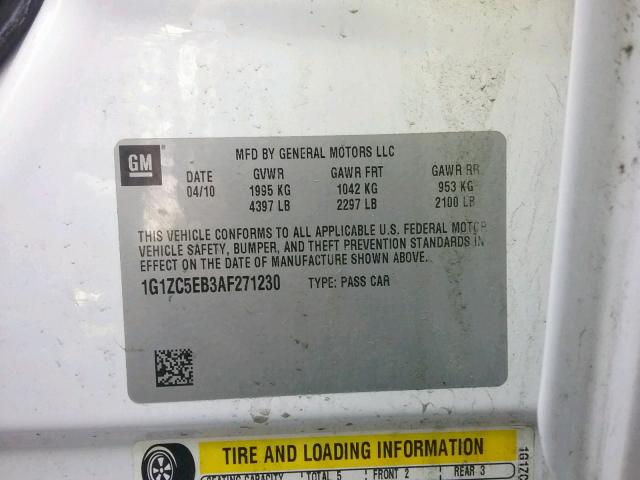 GM
MFD BY GENERAL MOTORS LLC
DATE GVWR GAWR FRT GAWR RR
04/10 1995 KG 1042 KG 953 KG
4397 LB 2297 LB 2100 LB
THIS VEHICLE CONFORMS TO ALL APPLICABLE U.S. FEDERAL MOTOR
VEHICLE SAFETY, BUMPER, AND THEFT PREVENTION STANDARDS IN
EFFECT ON THE DATE OF MANUFACTURE SHOWN ABOVE.
1G1ZC5EB3AF271230 TYPE: PASS CAR
TIRE AND LOADING INFORMATION
SEATING CAPACITY TOTAL 5 FRONT 2 REAR 3
1G1ZC